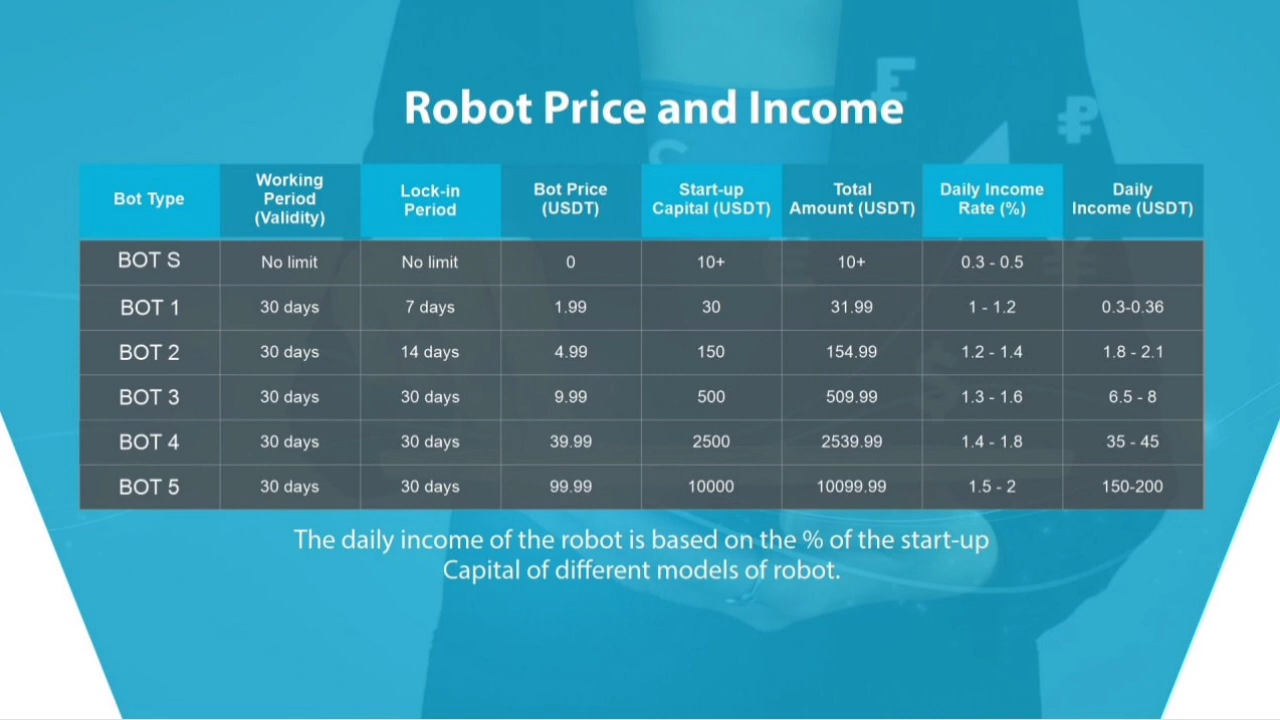 Robot Price and Income
Bot Type
Working
Period
(Validity)
Lock-in
Period
Bot Price
(USDT)
Start-up
Capital (USDT)
Total
Amount (USDT)
Daily Income
Rate (%)
Daily
Income (USDT)
BOT S No limit No limit 0 10+ 10+ 0.3 - 0.5
BOT 1 30 days 7 days 1.99 30 31.99 1 - 1.2 0.3-0.36
BOT 2 30 days 14 days 4.99 150 154.99 1.2 - 1.4 1.8 - 2.1
BOT 3 30 days 30 days 9.99 500 509.99 1.3 - 1.6 6.5 - 8
BOT 4 30 days 30 days 39.99 2500 2539.99 1.4 - 1.8 35 - 45
BOT 5 30 days 30 days 99.99 10000 10099.99 1.5 - 2 150-200
The daily income of the robot is based on the % of the start-up
Capital of different models of robot.